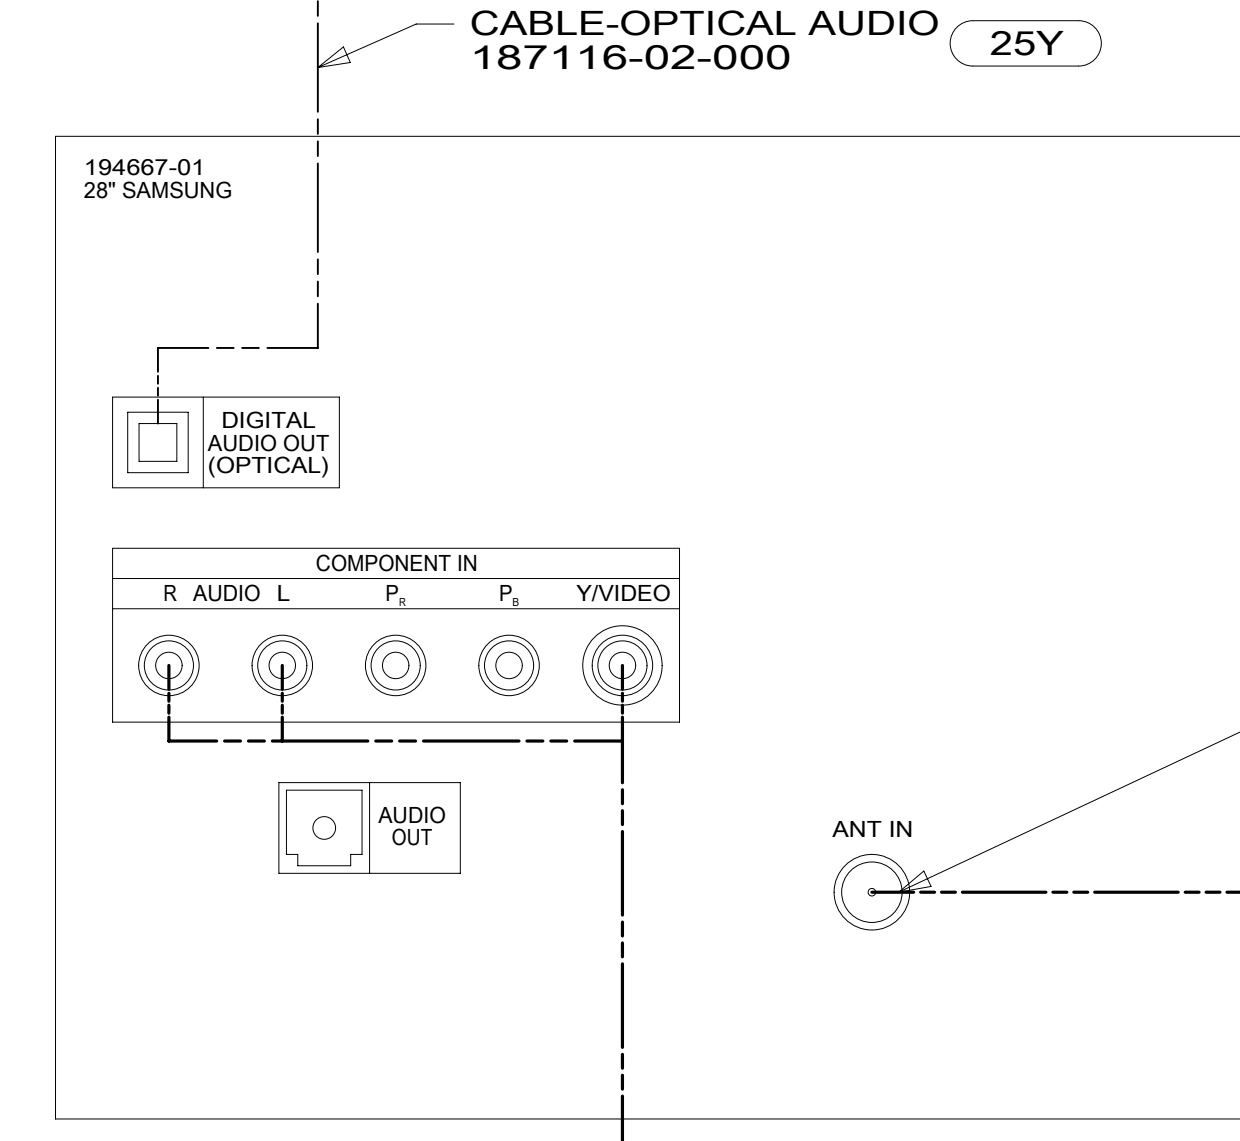 CABLE-OPTICAL AUDIO
187116-02-000
25Y
194667-01
28" SAMSUNG
DIGITAL
AUDIO OUT
(OPTICAL)
COMPONENT IN
R AUDIO L PR PB Y/VIDEO
AUDIO
OUT
ANT IN